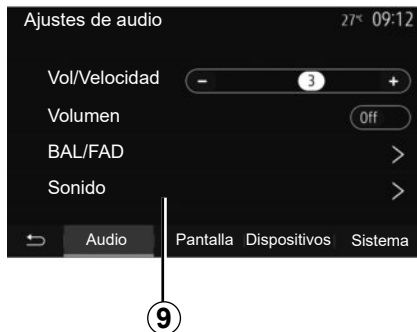 Ajustes de audio 27°C 09:12
Vol/Velocidad - 3 +
Volumen Off
BAL/FAD >
Sonido >
Audio Pantalla Dispositivos Sistema
9